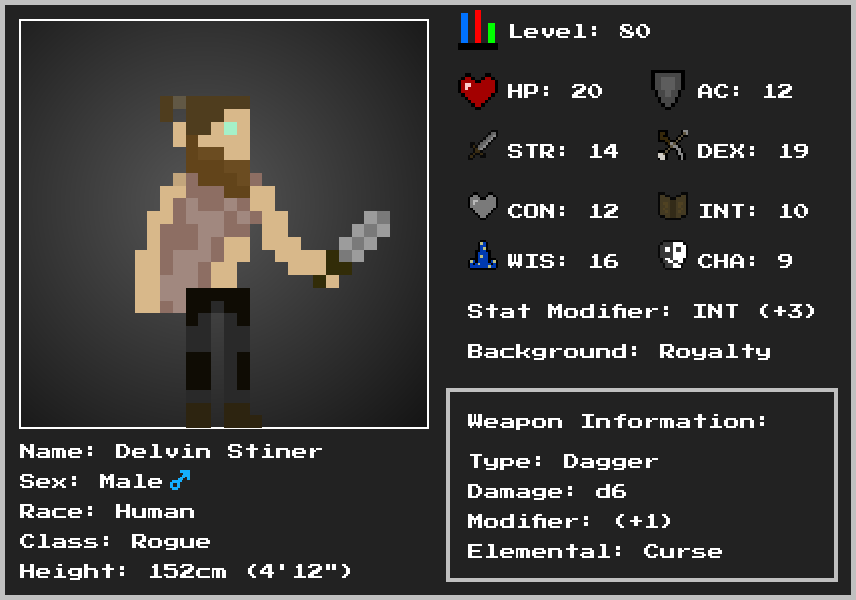 Level: 80
HP: 20
AC: 12
STR: 14
DEX: 19
CON: 12
INT: 10
WIS: 16
CHA: 9
Stat Modifier: INT (+3)
Background: Royalty
Name: Delvin Stiner
Sex: Male♂
Race: Human
Class: Rogue
Height: 152cm (4'12")
Weapon Information:
Type: Dagger
Damage: d6
Modifier: (+1)
Elemental: Curse